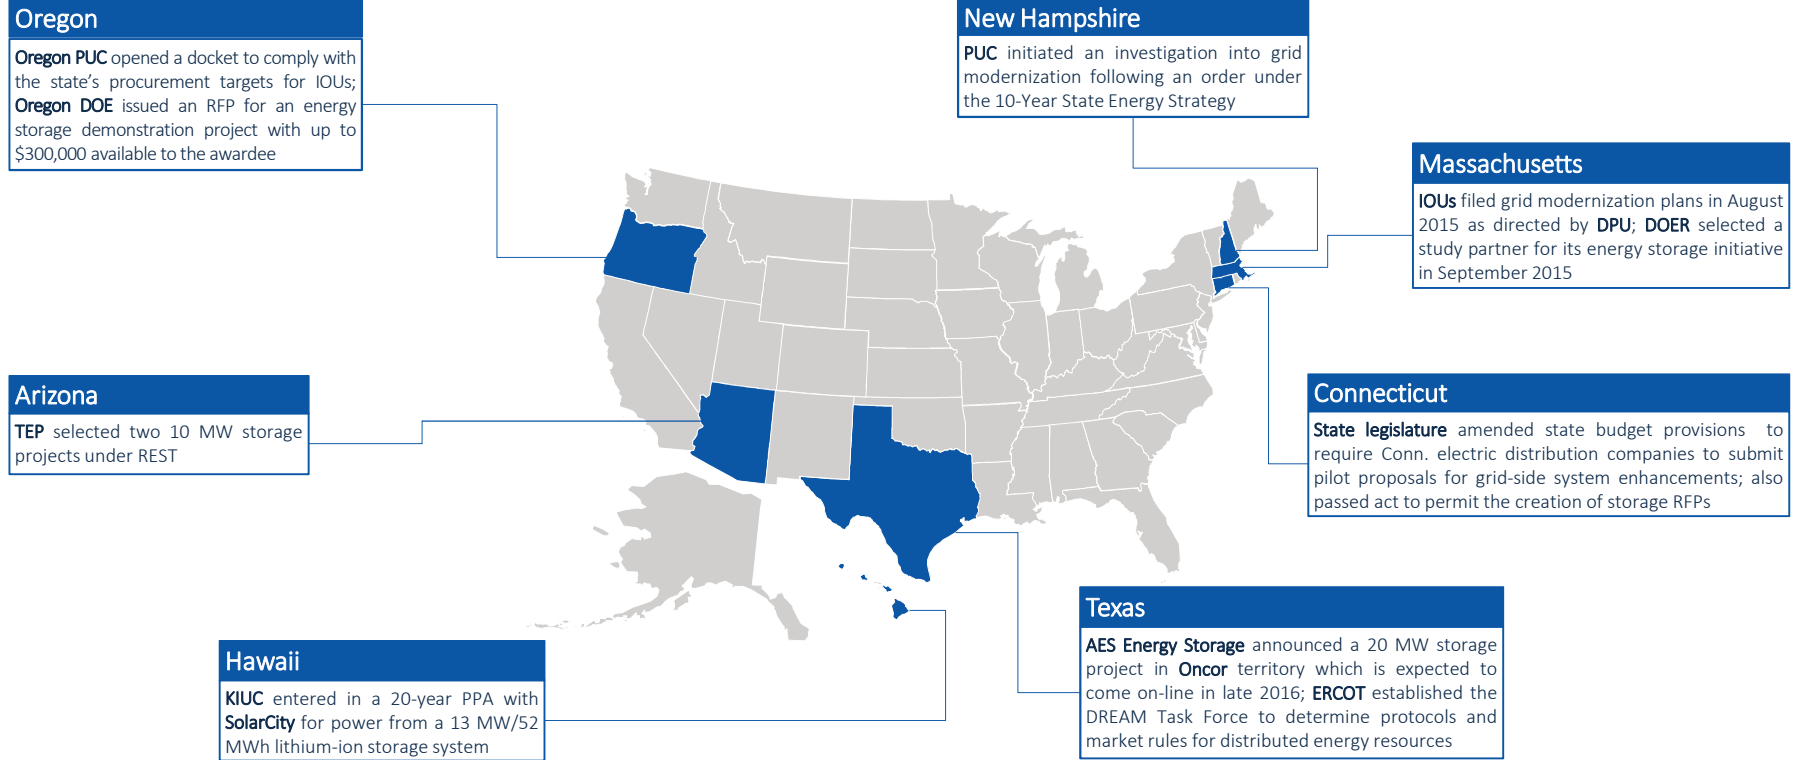 Oregon
Oregon PUC opened a docket to comply with
the state's procurement targets for IOUs;
Oregon DOE issued an RFP for an energy
storage demonstration project with up to
$300,000 available to the awardee
New Hampshire
PUC initiated an investigation into grid
modernization following an order under
the 10-Year State Energy Strategy
Massachusetts
IOUs filed grid modernization plans in August
2015 as directed by DPU; DOER selected a
study partner for its energy storage initiative
in September 2015
Arizona
TEP selected two 10 MW storage
projects under REST
Connecticut
State legislature amended state budget provisions to
require Conn. electric distribution companies to submit
pilot proposals for grid-side system enhancements; also
passed act to permit the creation of storage RFPs
Texas
AES Energy Storage announced a 20 MW storage
project in Oncor territory which is expected to
come on-line in late 2016; ERCOT established the
DREAM Task Force to determine protocols and
market rules for distributed energy resources
Hawaii
KIUC entered in a 20-year PPA with
SolarCity for power from a 13 MW/52
MWh lithium-ion storage system